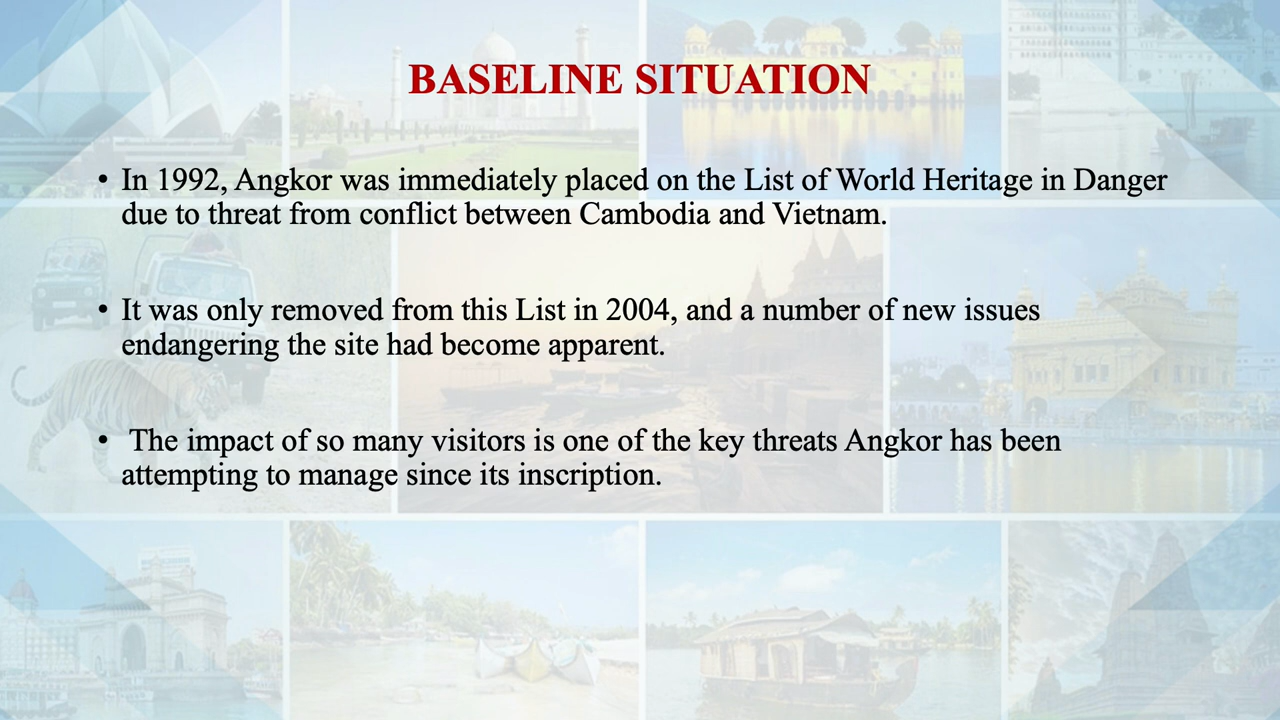 BASELINE SITUATION
• In 1992, Angkor was immediately placed on the List of World Heritage in Danger
due to threat from conflict between Cambodia and Vietnam.
• It was only removed from this List in 2004, and a number of new issues
endangering the site had become apparent.
• The impact of so many visitors is one of the key threats Angkor has been
attempting to manage since its inscription.